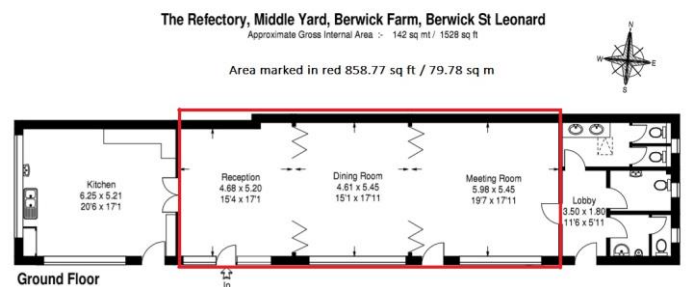 The Refectory, Middle Yard, Berwick Farm, Berwick St Leonard
Approximate Gross Internal Area :- 142 sq mt / 1528 sq ft
Area marked in red 858.77 sq ft / 79.78 sq m
N
W E
S
Kitchen
6.25 x 5.21
20'6 x 17'1
Reception
4.68 x 5.20
15'4 x 17'1
Dining Room
4.61 x 5.45
15'1 x 17'11
Meeting Room
5.98 x 5.45
19'7 x 17'11
Lobby
3.50 x 1.80
11'6 x 5'11
In
Ground Floor